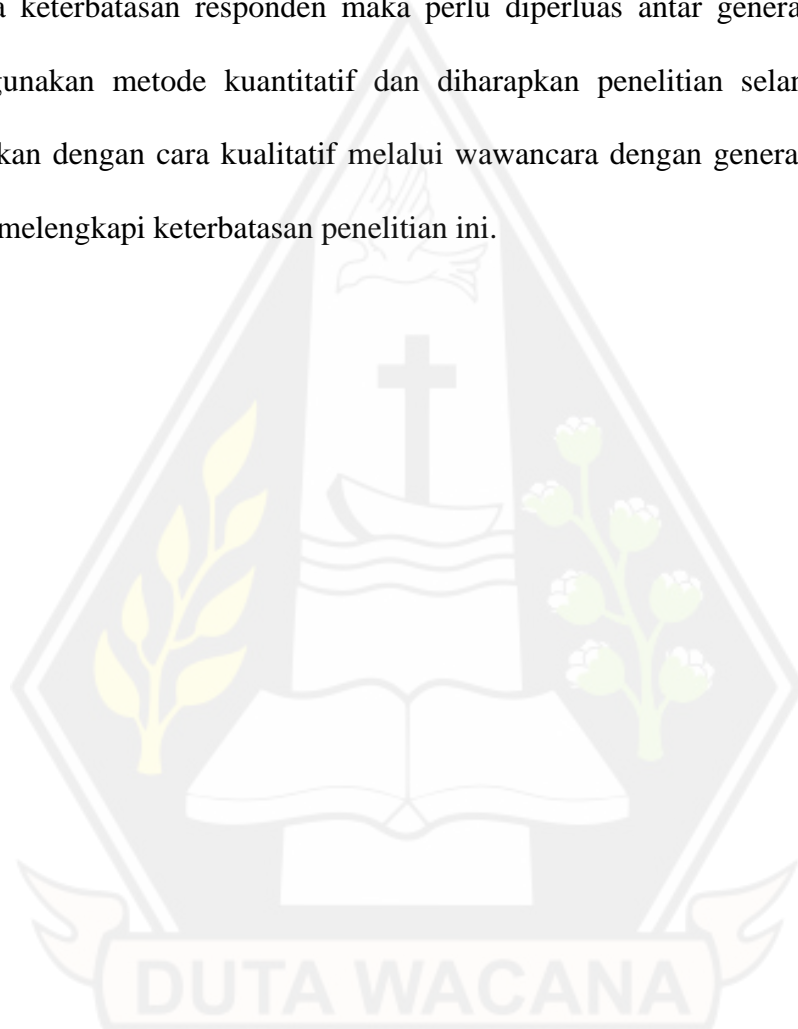 keterbatasan responden maka perlu diperluas antar genera
gunakan metode kuantitatif dan diharapkan penelitian selan
kan dengan cara kualitatif melalui wawancara dengan genera
melengkapi keterbatasan penelitian ini.
DUTA WACANA